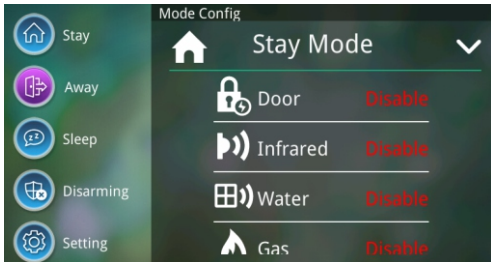 Mode Config
Stay
Stay Mode
Away
Door Disable
Sleep
Infrared Disable
Disarming
Water Disable
Setting
Gas Disable